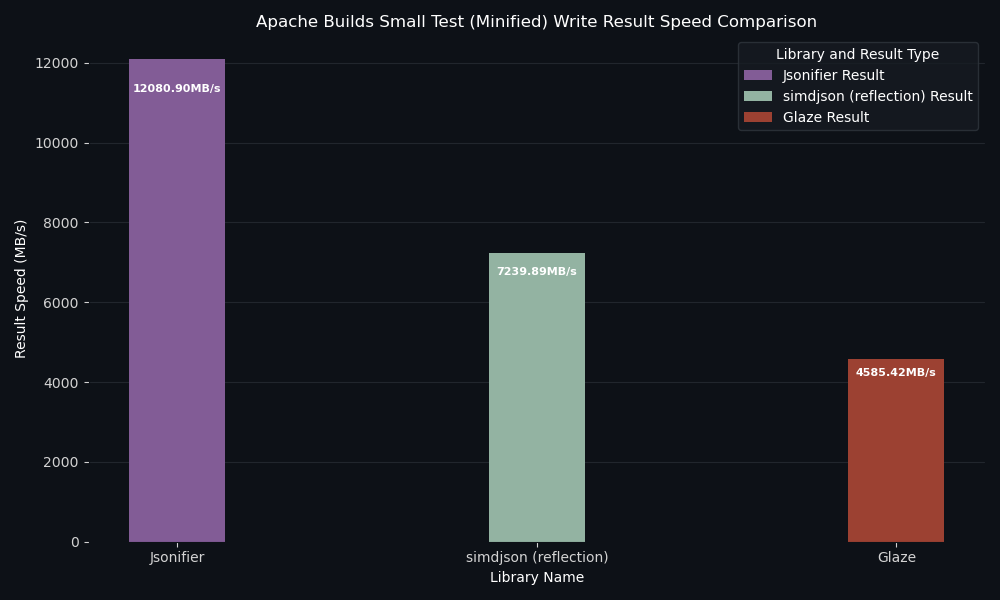 Apache Builds Small Test (Minified) Write Result Speed Comparison
Library and Result Type
Jsonifier Result
simdjson (reflection) Result
Glaze Result
Result Speed (MB/s)
12000
10000
8000
6000
4000
2000
0
12080.90MB/s
7239.89MB/s
4585.42MB/s
Jsonifier
simdjson (reflection)
Glaze
Library Name